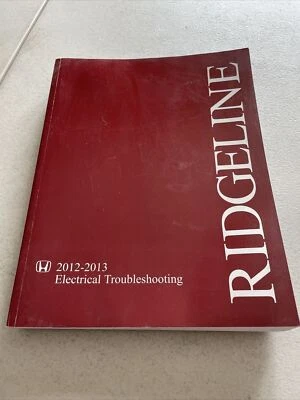 RIDGELINE
2012-2013
Electrical Troubleshooting